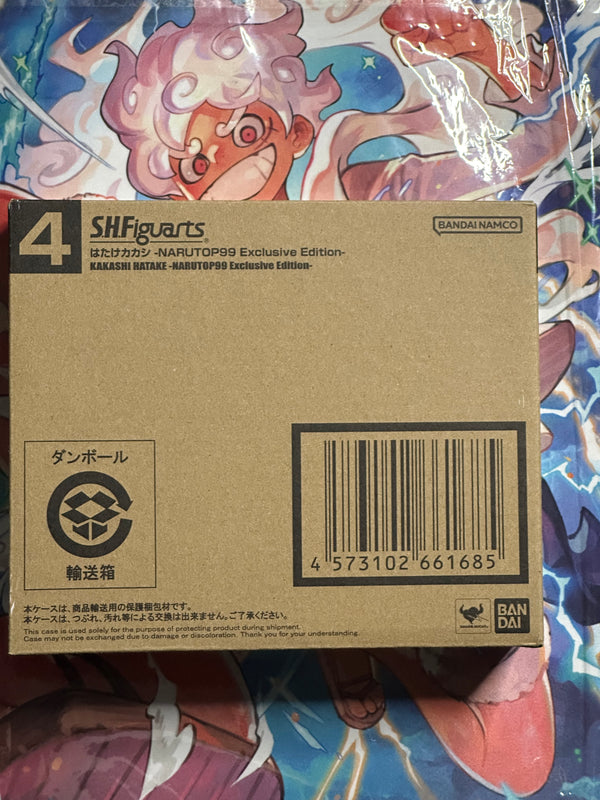 4
S.H.Figuarts
BANDAI NAMCO
はたけカカシ -NARUTOP99 Exclusive Edition-
KAKASHI HATAKE -NARUTOP99 Exclusive Edition-
ダンボール
輸送箱
4 573102 661685
本ケースは、商品輸送用の保護梱包材です。
本ケースは、つぶれ、汚れ等による交換は出来ません。ご了承ください。
This case is used solely for the purpose of protecting product during shipment.
Case may not be exchanged due to damage or discoloration. Thank you for your understanding.
BAN
DAI